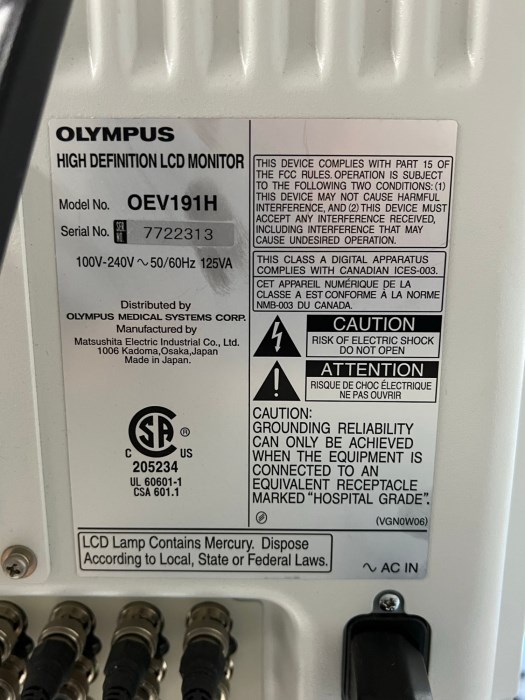 OLYMPUS
HIGH DEFINITION LCD MONITOR
Model No. OEV191H
Serial No. 7722313
100V-240V ~ 50/60Hz 125VA
Distributed by
OLYMPUS MEDICAL SYSTEMS CORP.
Manufactured by
Matsushita Electric Industrial Co., Ltd.
1006 Kadoma,Osaka,Japan
Made in Japan.
SA ®
C US
205234
UL 60601-1
CSA 601.1
THIS DEVICE COMPLIES WITH PART 15 OF
THE FCC RULES. OPERATION IS SUBJECT
TO THE FOLLOWING TWO CONDITIONS: (1)
THIS DEVICE MAY NOT CAUSE HARMFUL
INTERFERENCE, AND (2) THIS DEVICE MUST
ACCEPT ANY INTERFERENCE RECEIVED,
INCLUDING INTERFERENCE THAT MAY
CAUSE UNDESIRED OPERATION.
THIS CLASS A DIGITAL APPARATUS
COMPLIES WITH CANADIAN ICES-003.
CET APPAREIL NUMÉRIQUE DE LA
CLASSE A EST CONFORME À LA NORME
NMB-003 DU CANADA.
CAUTION
RISK OF ELECTRIC SHOCK
DO NOT OPEN
ATTENTION
RISQUE DE CHOC ÉLECTRIQUE
NE PAS OUVRIR
CAUTION:
GROUNDING RELIABILITY
CAN ONLY BE ACHIEVED
WHEN THE EQUIPMENT IS
CONNECTED TO AN
EQUIVALENT RECEPTACLE
MARKED "HOSPITAL GRADE".
(VGN0W06)
LCD Lamp Contains Mercury. Dispose
According to Local, State or Federal Laws.
~ AC IN